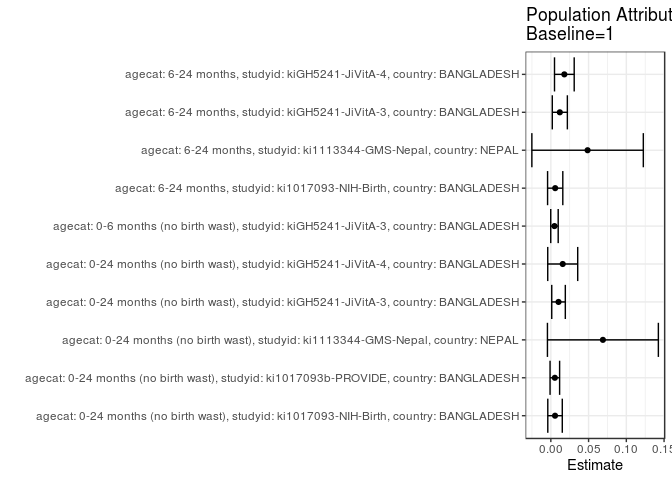 Population Attribut
Baseline=1
agecat: 6-24 months, studyid: kiGH5241-JiVitA-4, country: BANGLADESH
agecat: 6-24 months, studyid: kiGH5241-JiVitA-3, country: BANGLADESH
agecat: 6-24 months, studyid: ki1113344-GMS-Nepal, country: NEPAL
agecat: 6-24 months, studyid: ki1017093-NIH-Birth, country: BANGLADESH
agecat: 0-6 months (no birth wast), studyid: kiGH5241-JiVitA-3, country: BANGLADESH
agecat: 0-24 months (no birth wast), studyid: kiGH5241-JiVitA-4, country: BANGLADESH
agecat: 0-24 months (no birth wast), studyid: kiGH5241-JiVitA-3, country: BANGLADESH
agecat: 0-24 months (no birth wast), studyid: ki1113344-GMS-Nepal, country: NEPAL
agecat: 0-24 months (no birth wast), studyid: ki1017093b-PROVIDE, country: BANGLADESH
agecat: 0-24 months (no birth wast), studyid: ki1017093-NIH-Birth, country: BANGLADESH
0.00 0.05 0.10 0.15
Estimate